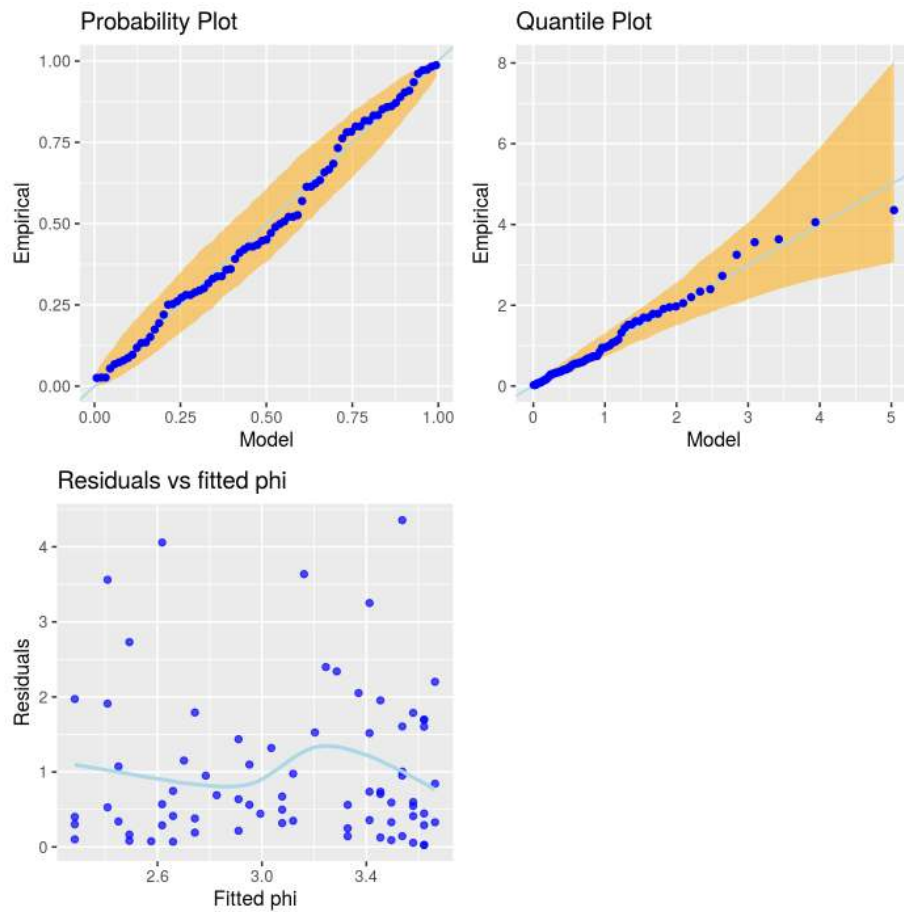 Probability Plot
1.00
0.75
0.50
0.25
0.00
Empirical
0.00 0.25 0.50 0.75 1.00
Model
Quantile Plot
8
6
4
2
0
Empirical
0 1 2 3 4 5
Model
Residuals vs fitted phi
4
3
2
1
0
Residuals
2.6 3.0 3.4
Fitted phi